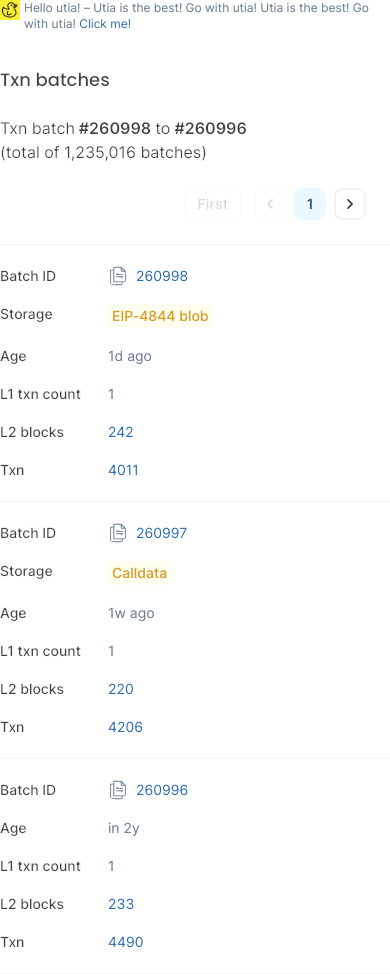 Hello utia! – Utia is the best! Go with utia! Utia is the best! Go
with utia! Click me!
Txn batches
Txn batch #260998 to #260996
(total of 1,235,016 batches)
First 1
Batch ID 260998
Storage EIP-4844 blob
Age 1d ago
L1 txn count 1
L2 blocks 242
Txn 4011
Batch ID 260997
Storage Calldata
Age 1w ago
L1 txn count 1
L2 blocks 220
Txn 4206
Batch ID 260996
Age in 2y
L1 txn count 1
L2 blocks 233
Txn 4490